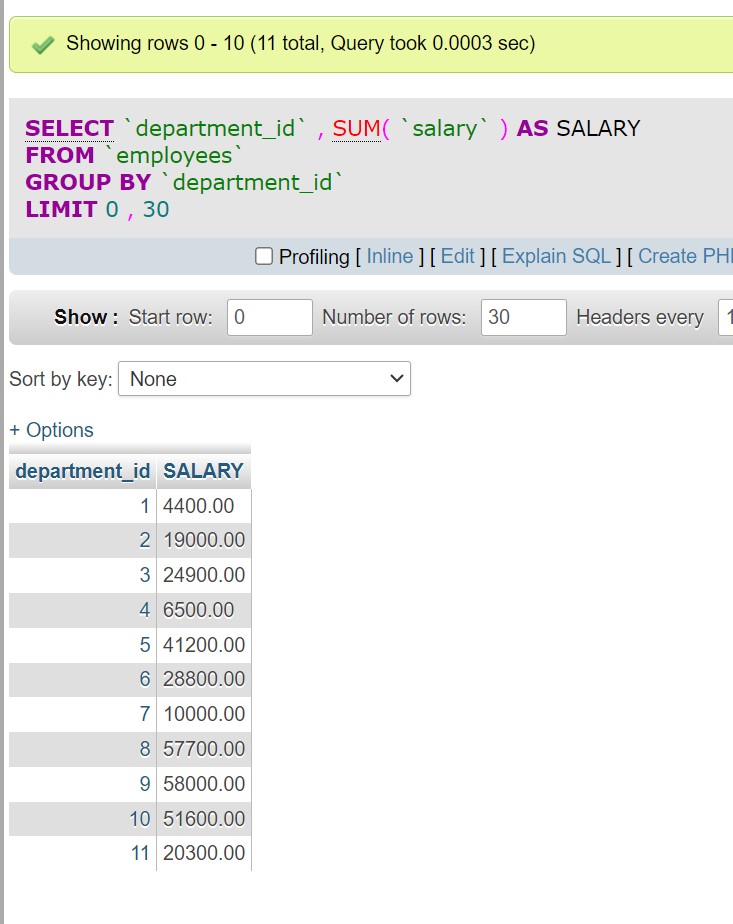 Showing rows 0 - 10 (11 total, Query took 0.0003 sec)
SELECT `department_id` , SUM( `salary` ) AS SALARY
FROM `employees`
GROUP BY `department_id`
LIMIT 0 , 30
Profiling [ Inline ] [ Edit ] [ Explain SQL ] [ Create PH
Show : Start row: 0 Number of rows: 30 Headers every 1
Sort by key: None
+ Options
department_id SALARY
1 4400.00
2 19000.00
3 24900.00
4 6500.00
5 41200.00
6 28800.00
7 10000.00
8 57700.00
9 58000.00
10 51600.00
11 20300.00